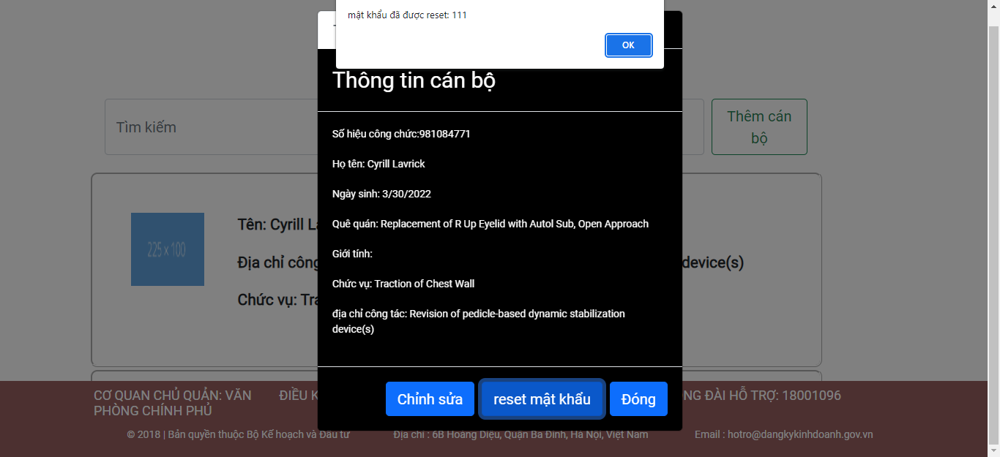 mật khẩu đã được reset: 111
OK
Thông tin cán bộ
Tìm kiếm
Thêm cán
bộ
Số hiệu công chức:981084771
Họ tên: Cyrill Lavrick
Ngày sinh: 3/30/2022
Quê quán: Replacement of R Up Eyelid with Autol Sub, Open Approach
Giới tính:
Chức vụ: Traction of Chest Wall
địa chỉ công tác: Revision of pedicle-based dynamic stabilization
device(s)
225 x 100
Tên: Cyrill La
Địa chỉ công device(s)
Chức vụ: Tra
Chỉnh sửa
reset mật khẩu
Đóng
CƠ QUAN CHỦ QUẢN: VĂN
PHÒNG CHÍNH PHỦ
ĐIỀU K
NG ĐÀI HỖ TRỢ: 18001096
© 2018 | Bản quyền thuộc Bộ Kế hoạch và Đầu tư
Địa chỉ : 6B Hoàng Diệu, Quận Ba Đình, Hà Nội, Việt Nam
Email : hotro@dangkykinhdoanh.gov.vn